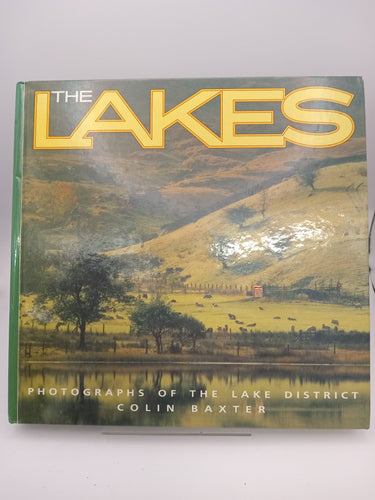 THE
LAKES
PHOTOGRAPHS OF THE LAKE DISTRICT
COLIN BAXTER